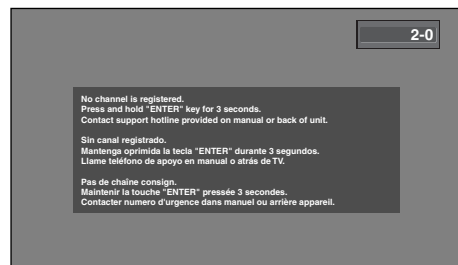 2-0
No channel is registered.
Press and hold "ENTER" key for 3 seconds.
Contact support hotline provided on manual or back of unit.
Sin canal registrado.
Mantenga oprimida la tecla "ENTER" durante 3 segundos.
Llame teléfono de apoyo en manual o atrás de TV.
Pas de chaîne consign.
Maintenir la touche "ENTER" pressée 3 secondes.
Contacter numero d'urgence dans manuel ou arrière appareil.